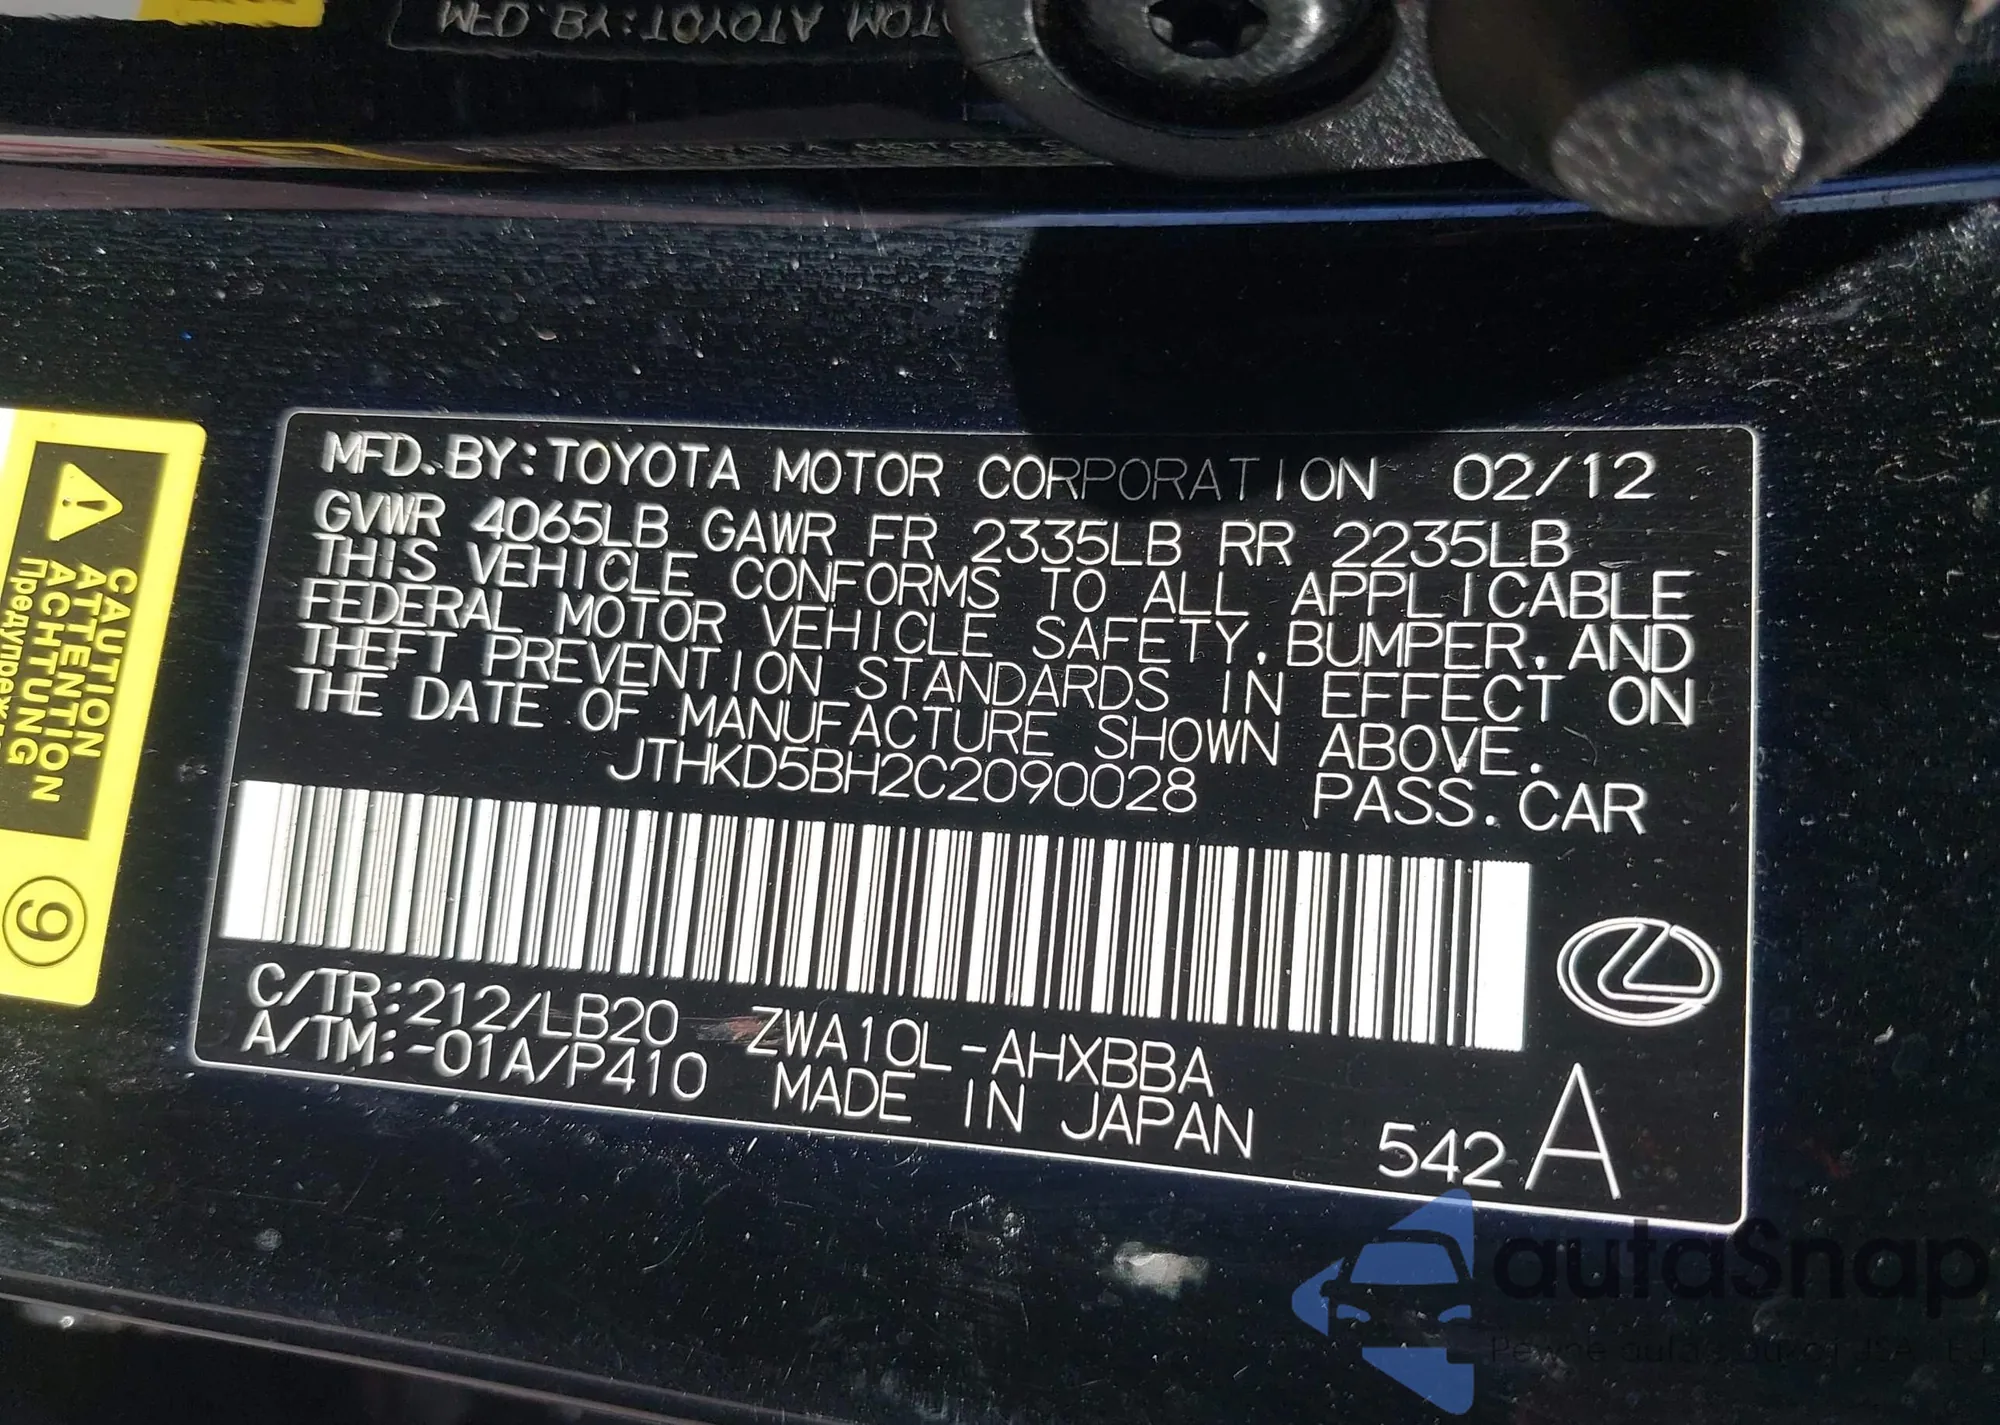 MFD.BY:TOYOTA MOTOR CORPORATION 02/12
GVWR 4065LB GAWR FR 2335LB RR 2235LB
THIS VEHICLE CONFORMS TO ALL APPLICABLE
FEDERAL MOTOR VEHICLE SAFETY,BUMPER,AND
THEFT PREVENTION STANDARDS IN EFFECT ON
THE DATE OF MANUFACTURE SHOWN ABOVE.
JTHKD5BH2C2090028 PASS.CAR
C/TR:212/LB20 ZWA10L-AHXBBA
A/TM:-01A/P410 MADE IN JAPAN
542 A
CAUTION
ATTENTION
ACHTUNG
9
autaSnap